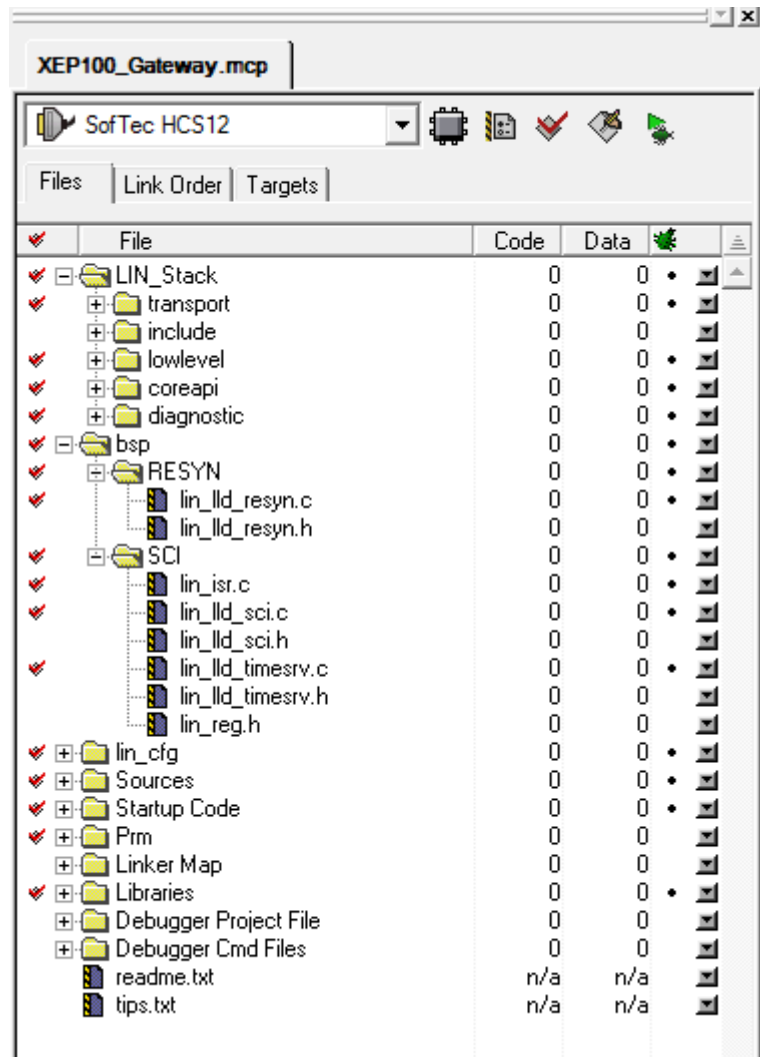 XEP100_Gateway.mcp
SofTec HCS12
Files Link Order Targets
File Code Data
LIN_Stack 0 0
transport 0 0
include 0 0
lowlevel 0 0
coreapi 0 0
diagnostic 0 0
bsp 0 0
RESYN 0 0
lin_lld_resyn.c 0 0
lin_lld_resyn.h 0 0
SCI 0 0
lin_isr.c 0 0
lin_lld_sci.c 0 0
lin_lld_sci.h 0 0
lin_lld_timesrv.c 0 0
lin_lld_timesrv.h 0 0
lin_reg.h 0 0
lin_cfg 0 0
Sources 0 0
Startup Code 0 0
Prm 0 0
Linker Map 0 0
Libraries 0 0
Debugger Project File 0 0
Debugger Cmd Files 0 0
readme.txt n/a n/a
tips.txt n/a n/a